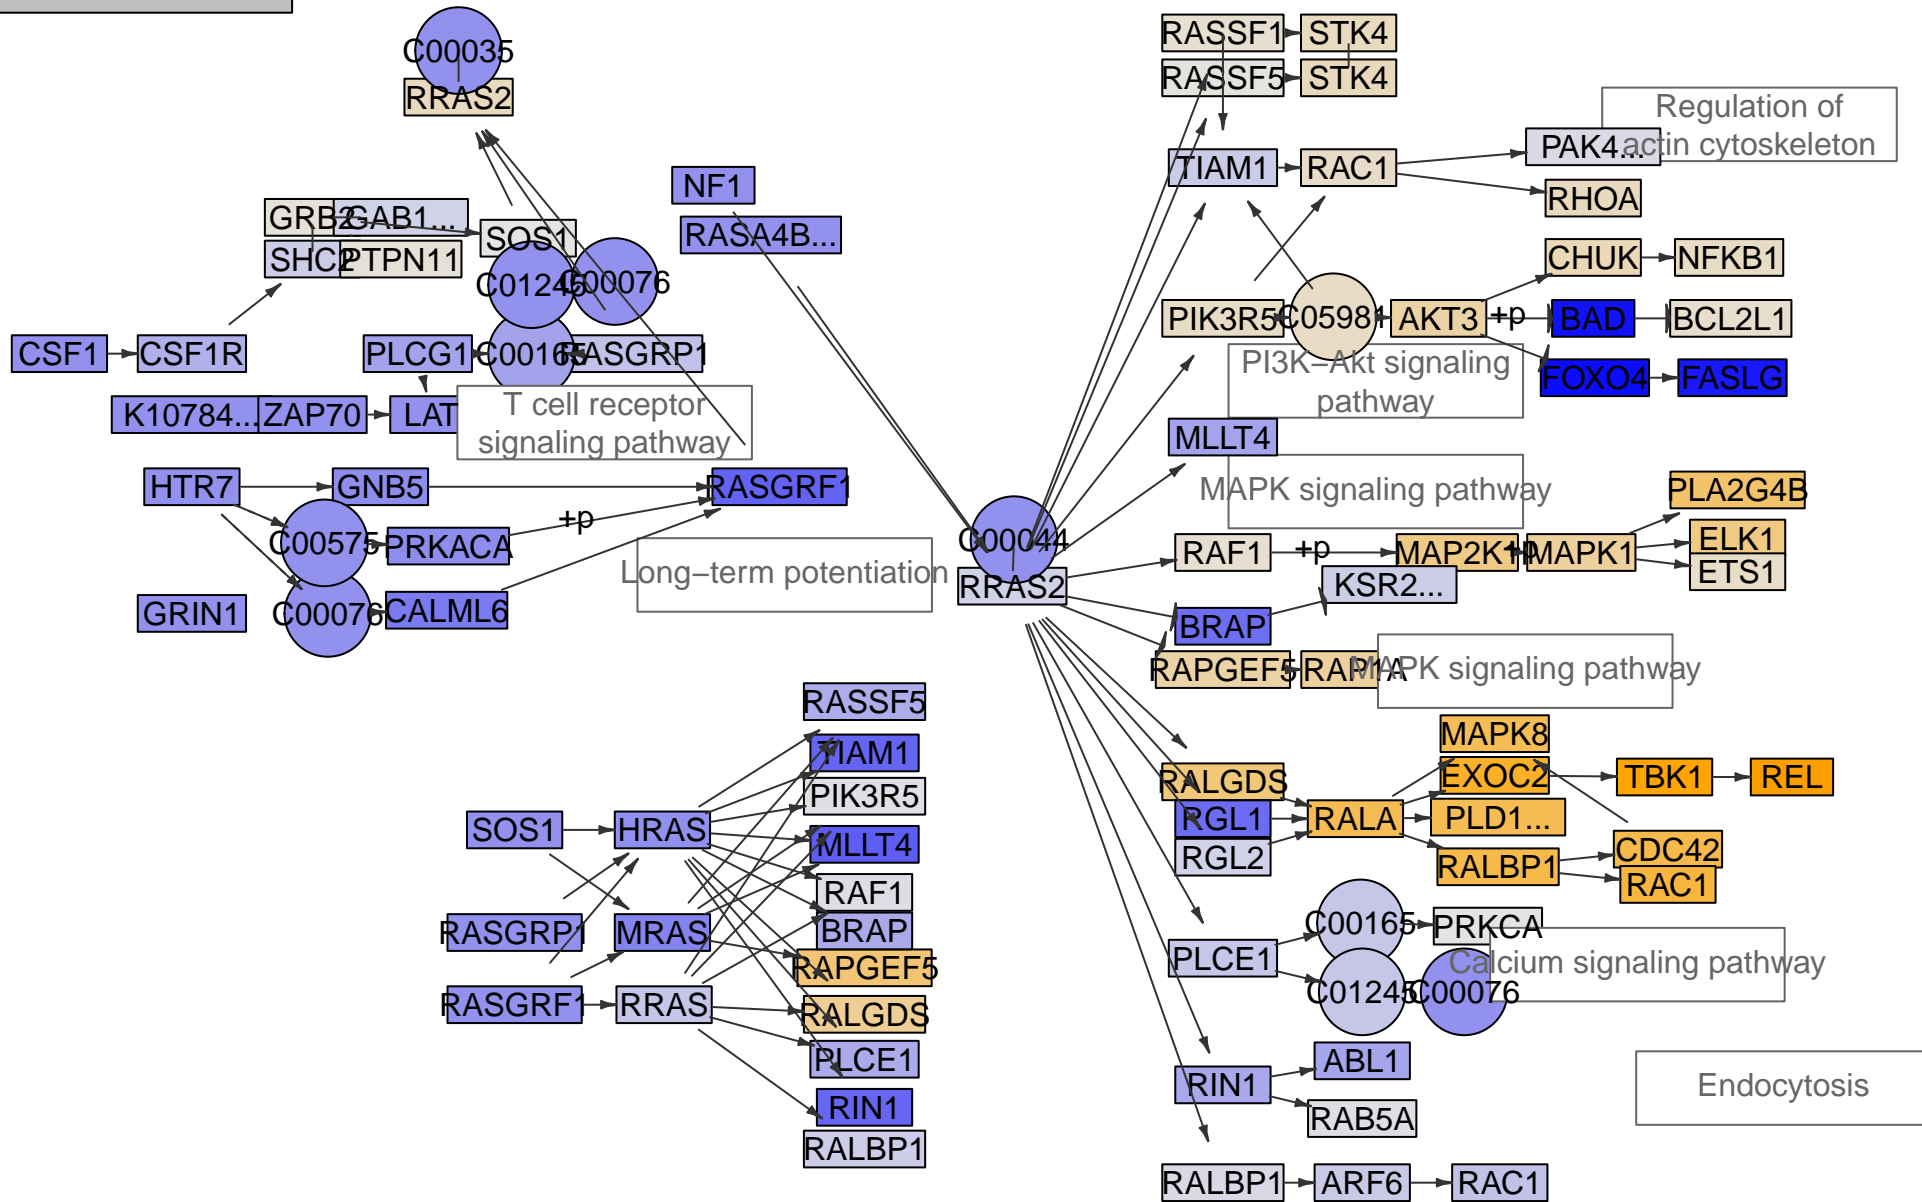 C00035
RRAS2
NF1
RASA4B...
GRB2
GAB1...
SOS1
SHC2
PTPN11
C01245
C00076
CSF1
CSF1R
PLCG1
C00165
RASGRP1
K10784...
ZAP70
LAT
T cell receptor
signaling pathway
HTR7
GNB5
RASGRF1
C00575
PRKACA
+p
GRIN1
C00076
CALML6
Long−term potentiation
C00044
RRAS2
RASSF5
TIAM1
PIK3R5
SOS1
HRAS
MLLT4
RAF1
RASGRP1
MRAS
BRAP
RAPGEF5
RASGRF1
RRAS
RALGDS
PLCE1
RIN1
RALBP1
RASSF1
STK4
RASSF5
STK4
Regulation of
actin cytoskeleton
PAK4...
TIAM1
RAC1
RHOA
CHUK
NFKB1
PIK3R5
C05981
AKT3
+p
BAD
BCL2L1
PI3K−Akt signaling
pathway
FOXO4
FASLG
MLLT4
MAPK signaling pathway
PLA2G4B
RAF1
+p
MAP2K1
+p
MAPK1
ELK1
ETS1
KSR2...
BRAP
RAPGEF5
RAP1A
MAPK signaling pathway
MAPK8
RALGDS
EXOC2
TBK1
REL
RGL1
RALA
PLD1...
RGL2
RALBP1
CDC42
RAC1
C00165
PRKCA
PLCE1
Calcium signaling pathway
C01245
C00076
ABL1
RIN1
RAB5A
Endocytosis
RALBP1
ARF6
RAC1